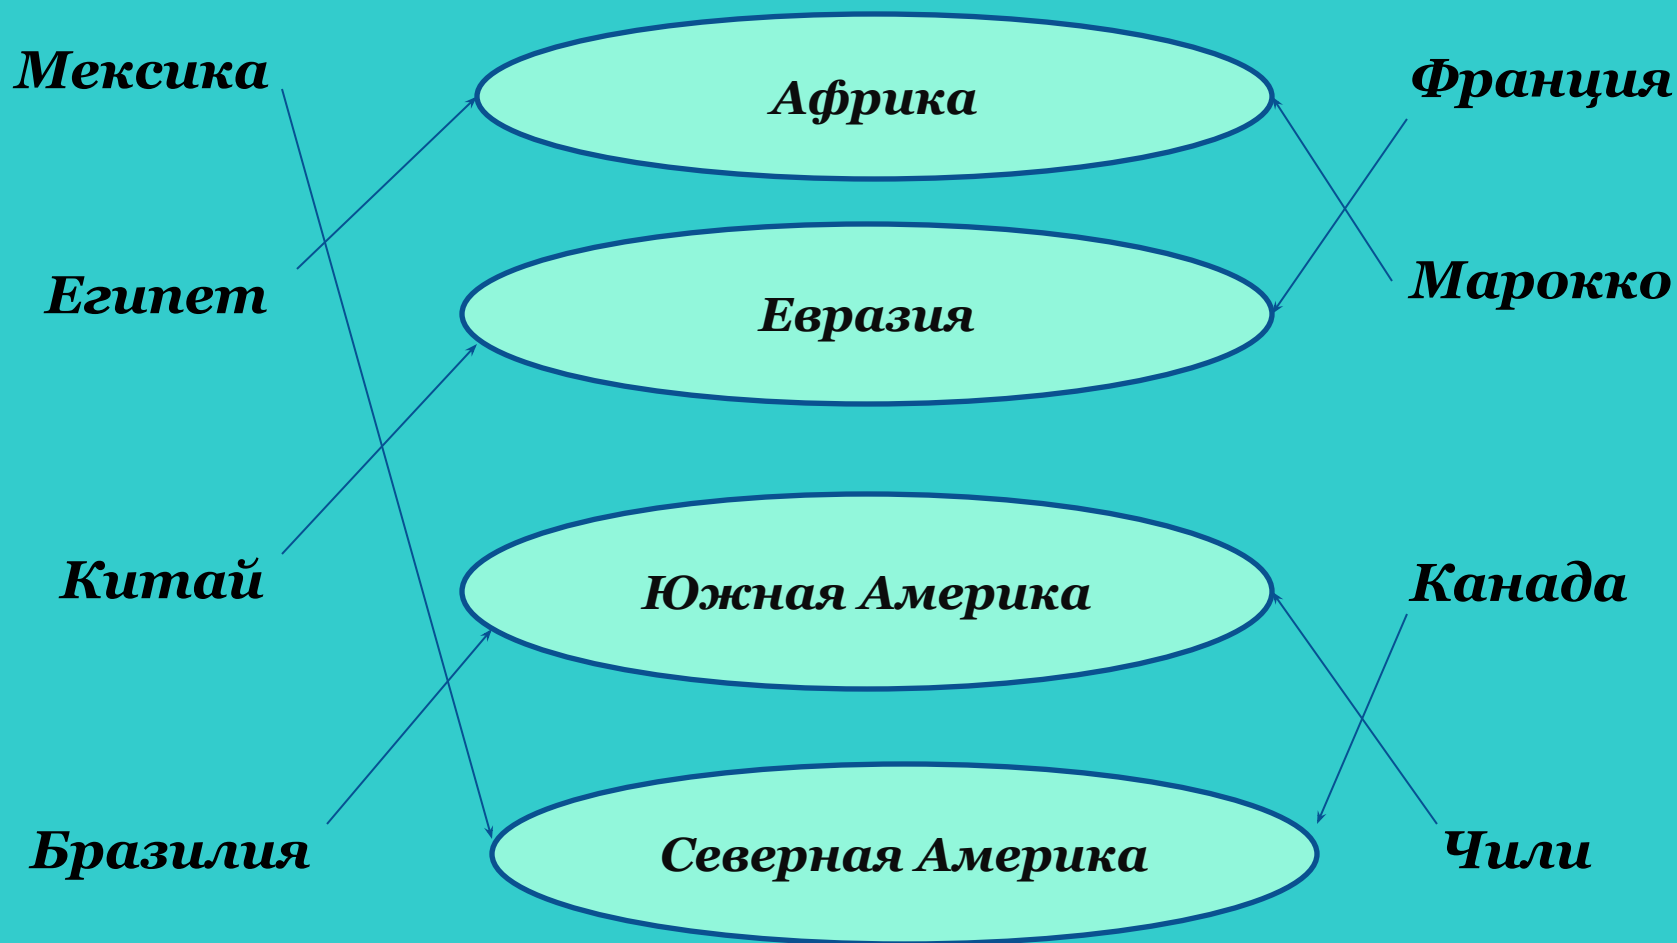 Мексика
Африка
Франция
Египет
Евразия
Марокко
Китай
Южная Америка
Канада
Бразилия
Северная Америка
Чили